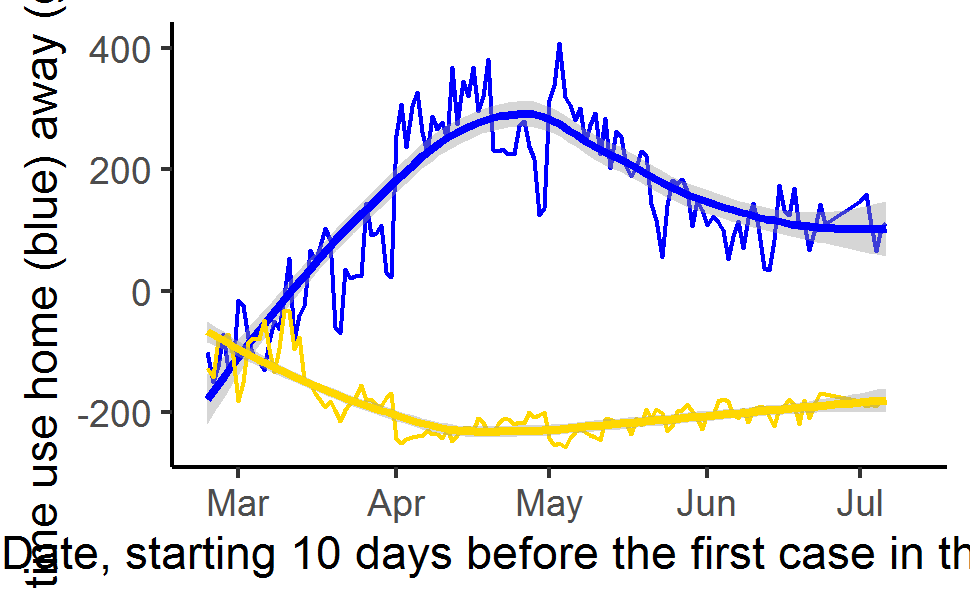 time use home (blue) away (
400
200
0
-200
Mar Apr May Jun Jul
Date, starting 10 days before the first case in th